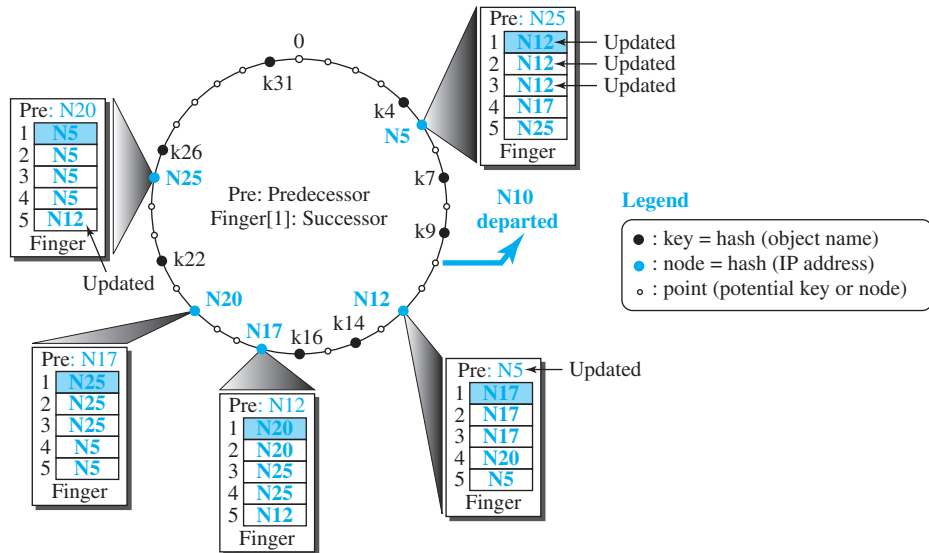 0
k31
k4
N5
k7
k9
N10
departed
N12
k14
k16
N17
N20
k22
N25
k26
Pre: Predecessor
Finger[1]: Successor
Pre: N25
1 N12 Updated
2 N12 Updated
3 N12 Updated
4 N17
5 N25
Finger
Pre: N20
1 N5
2 N5
3 N5
4 N5
5 N12
Finger
Updated
Legend
: key = hash (object name)
: node = hash (IP address)
: point (potential key or node)
Pre: N17
1 N25
2 N25
3 N25
4 N5
5 N5
Finger
Pre: N12
1 N20
2 N20
3 N25
4 N25
5 N12
Finger
Pre: N5 Updated
1 N17
2 N17
3 N17
4 N20
5 N5
Finger